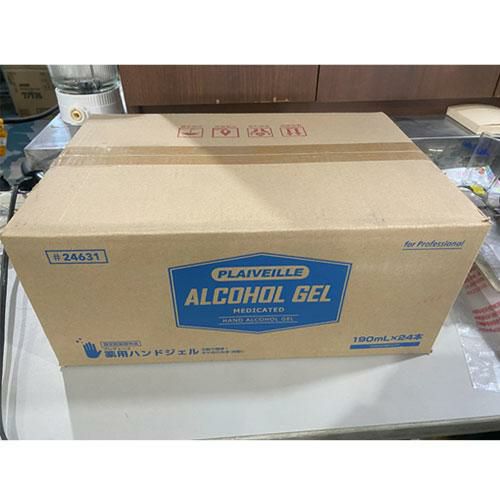 for Professional
#24631
PLAIVEILLE
ALCOHOL GEL
MEDICATED
HAND ALCOHOL GEL
薬用ハンドジェル
190mL×24本